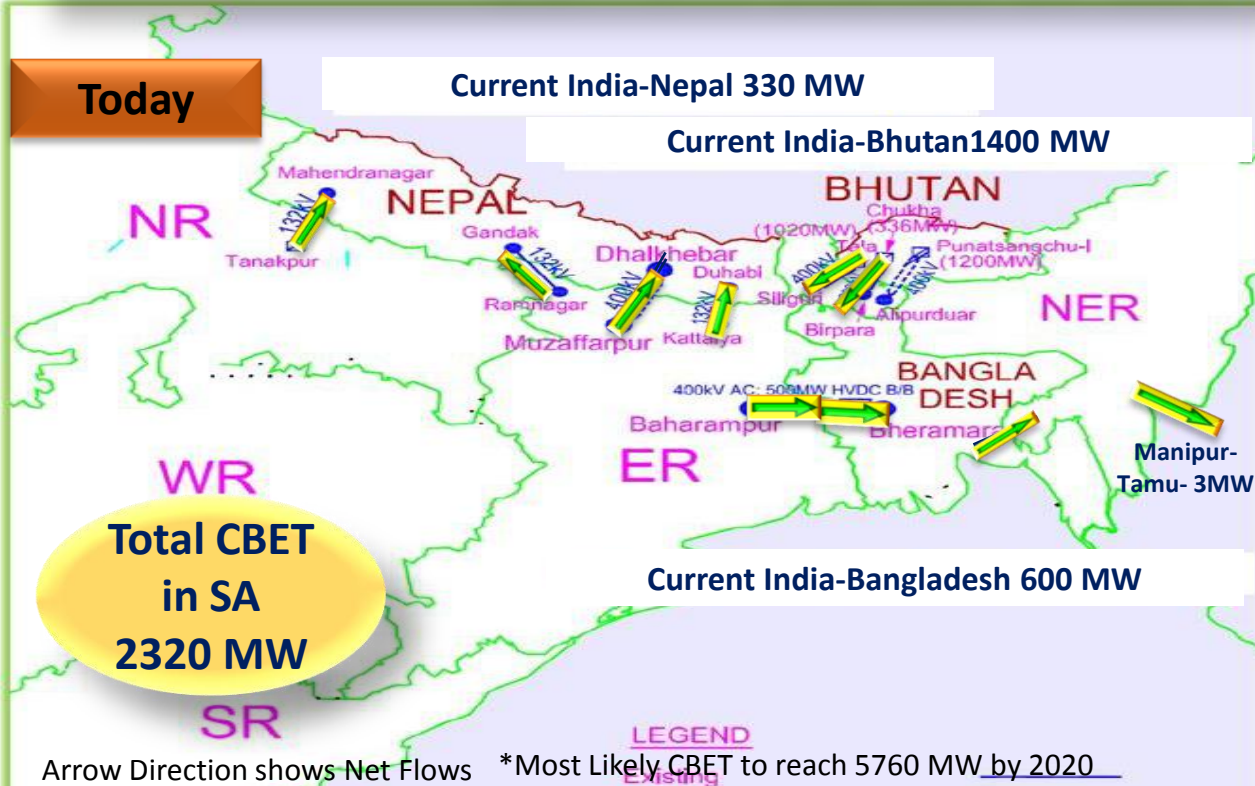 Today
Current India-Nepal 330 MW
Current India-Bhutan1400 MW
Mahendranagar
NEPAL
BHUTAN
NR
132kV
Tanakpur
Gandak
132kV
Ramnagar
Dhalkhebar
400kV
Muzaffarpur
Duhabi
132kV
Kattaiya
Chukha
(1020MW)
(336MW)
Tala
Punatsangchu-I
(1200MW)
400kV
400kV
Siliguri
Birpara
Alipurduar
NER
BANGLA
DESH
400kV AC: 500MW HVDC B/B
Baharampur
Bheramara
Manipur-
Tamu- 3MW
WR
ER
Total CBET
in SA
2320 MW
Current India-Bangladesh 600 MW
SR
LEGEND
Existing
Arrow Direction shows Net Flows
*Most Likely CBET to reach 5760 MW by 2020